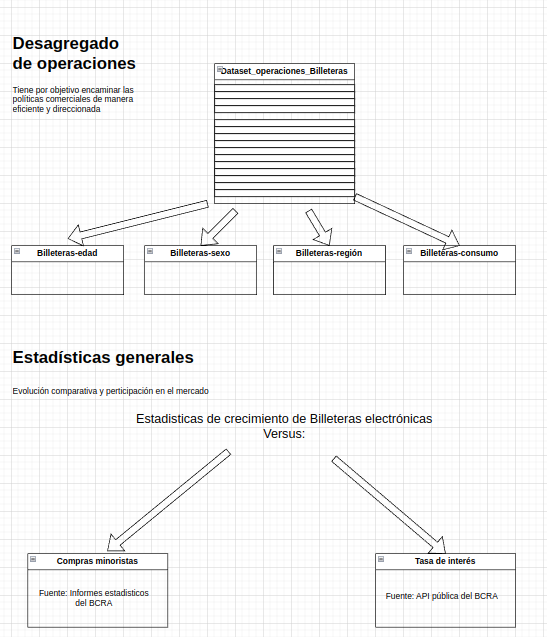 Desagregado
de operaciones
Tiene por objetivo encaminar las
políticas comerciales de manera
eficiente y direccionada
Dataset_operaciones_Billeteras
Billeteras-edad
Billeteras-sexo
Billeteras-región
Billeteras-consumo
Estadísticas generales
Evolución comparativa y perticipación en el mercado
Estadisticas de crecimiento de Billeteras electrónicas
Versus:
Compras minoristas
Fuente: Informes estadisticos
del BCRA
Tasa de interés
Fuente: API pública del BCRA